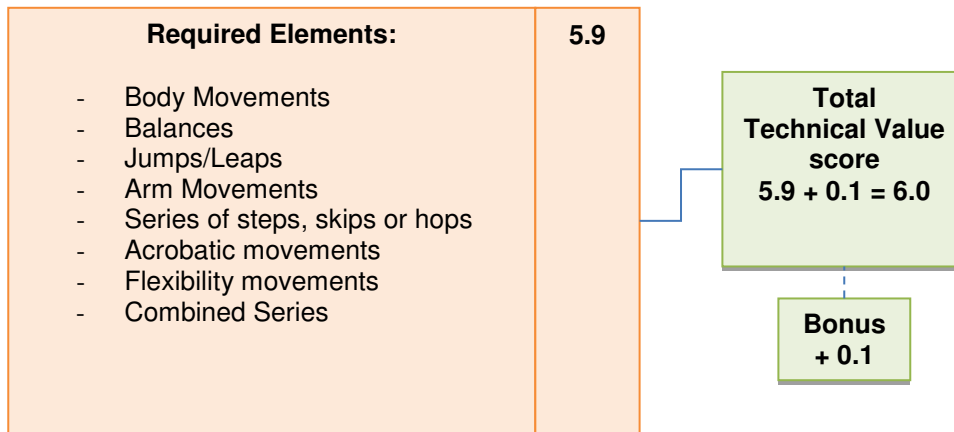 Required Elements:
5.9
- Body Movements
- Balances
- Jumps/Leaps
- Arm Movements
- Series of steps, skips or hops
- Acrobatic movements
- Flexibility movements
- Combined Series
Total
Technical Value
score
5.9 + 0.1 = 6.0
Bonus
+ 0.1